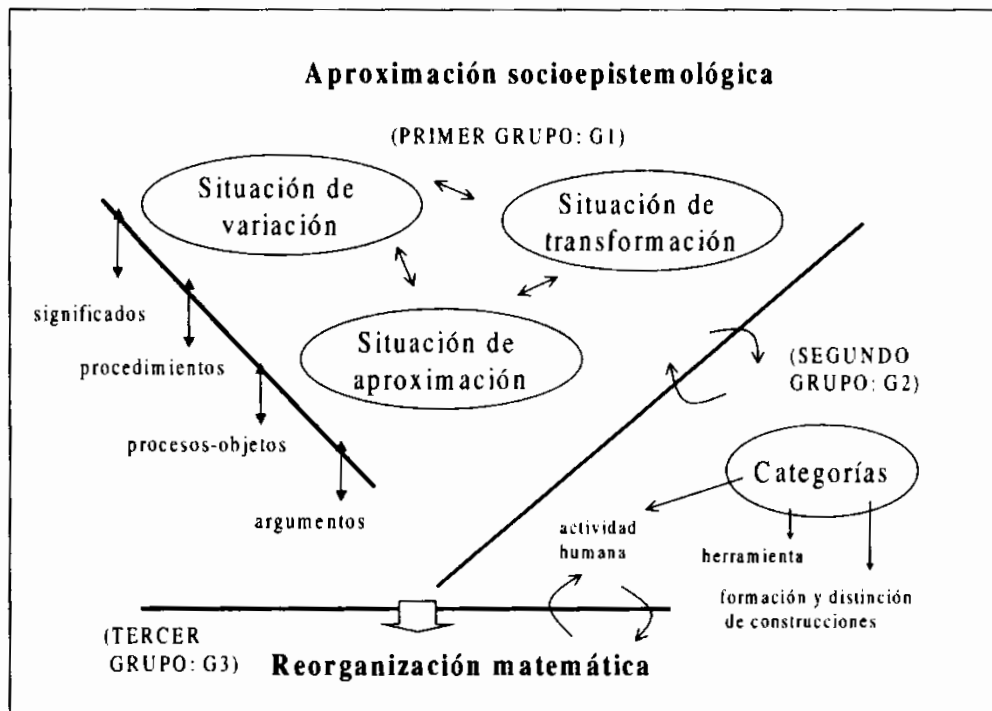 Aproximación socioepistemológica
(PRIMER GRUPO: G1)
Situación de
variación
Situación de
transformación
Situación de
aproximación
significados
procedimientos
procesos-objetos
argumentos
(SEGUNDO
GRUPO: G2)
Categorías
actividad
humana
herramienta
formación y distinción
de construcciones
(TERCER
GRUPO: G3)
Reorganización matemática